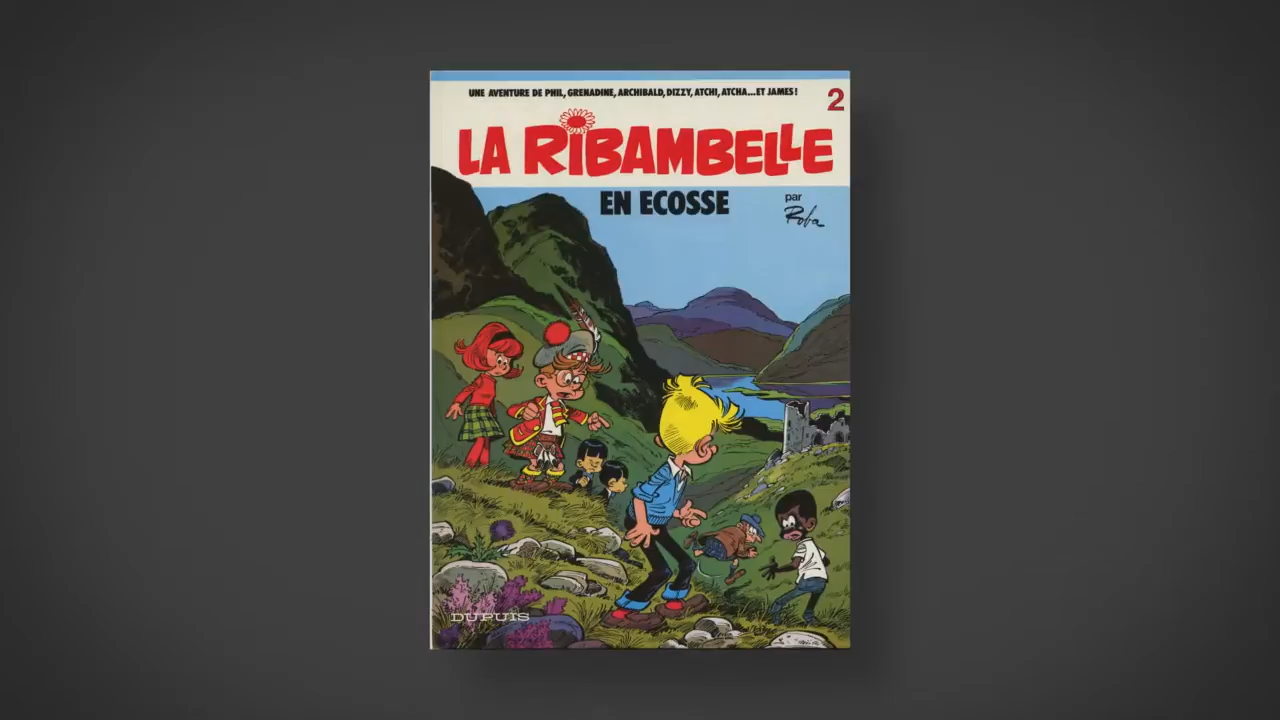 UNE AVENTURE DE PHIL, GRENADINE, ARCHIBALD, DIZZY, ATCHI, ATCHA...ET JAMES!
2
LA RIBAMBELLE
EN ECOSSE
par
Roba
DUPUIS